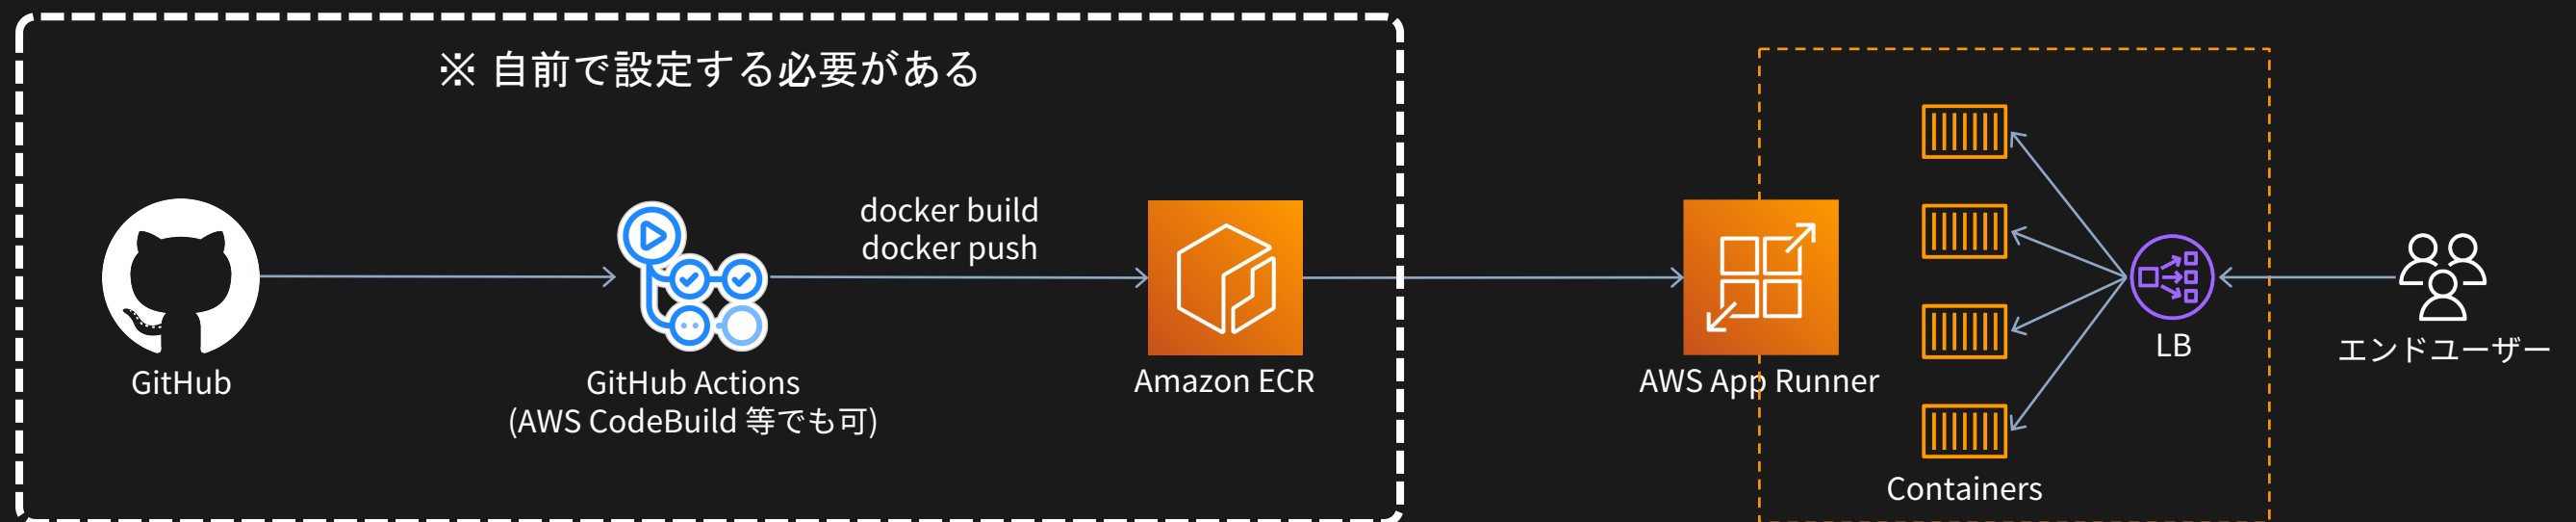 ※ 自前で設定する必要がある
GitHub
GitHub Actions
(AWS CodeBuild 等でも可)
docker build
docker push
Amazon ECR
AWS App Runner
Containers
LB
エンドユーザー